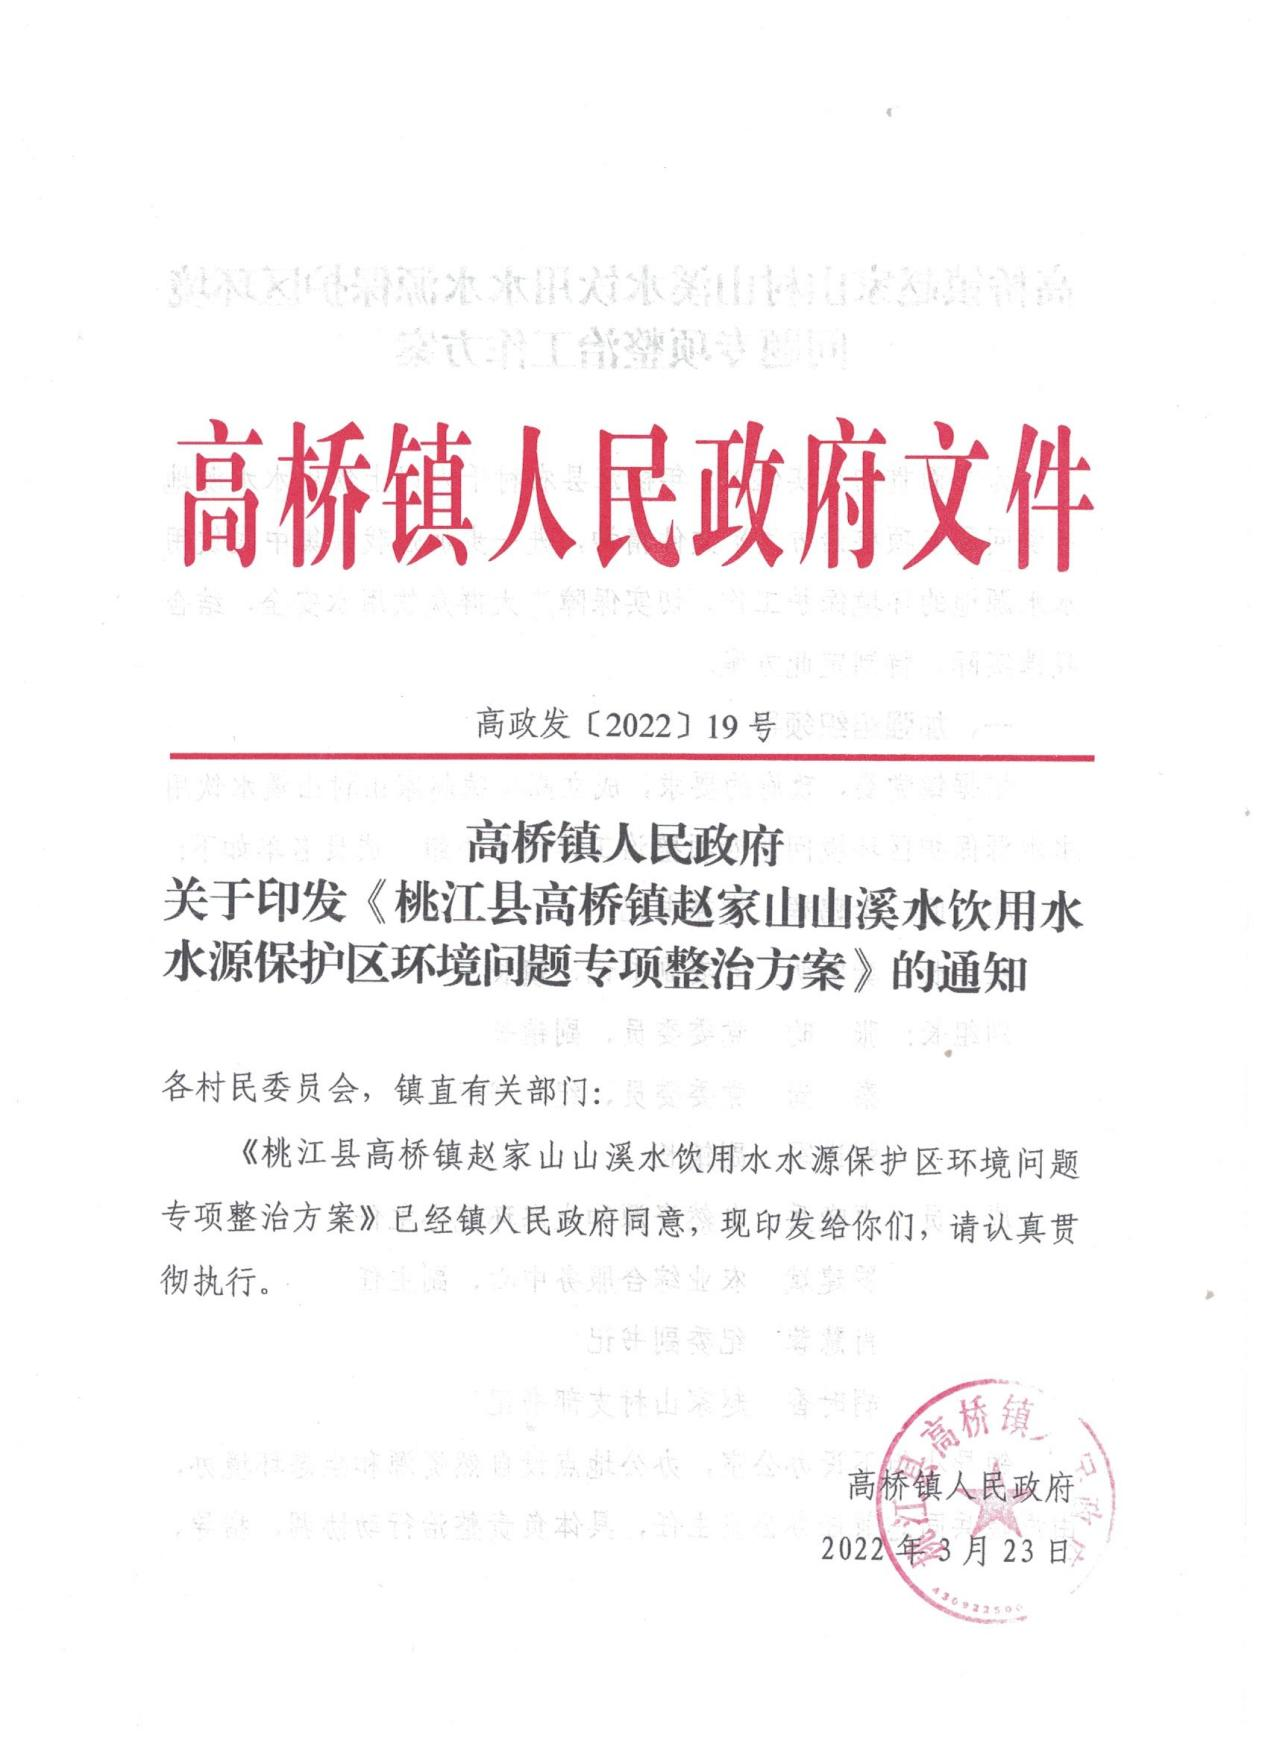 高桥镇人民政府文件
高政发〔2022〕19号
高桥镇人民政府
关于印发《桃江县高桥镇赵家山山溪水饮用水
水源保护区环境问题专项整治方案》的通知
各村民委员会，镇直有关部门：
《桃江县高桥镇赵家山山溪水饮用水水源保护区环境问题
专项整治方案》已经镇人民政府同意，现印发给你们，请认真贯
彻执行。
桃江县高桥镇
高桥镇人民政府
2022年3月23日